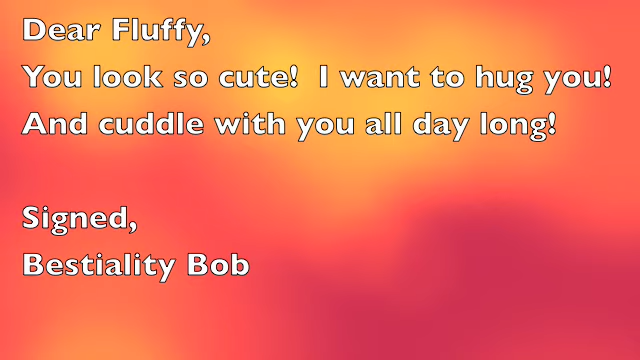 Dear Fluffy,
You look so cute!  I want to hug you!
And cuddle with you all day long!
Signed,
Bestiality Bob